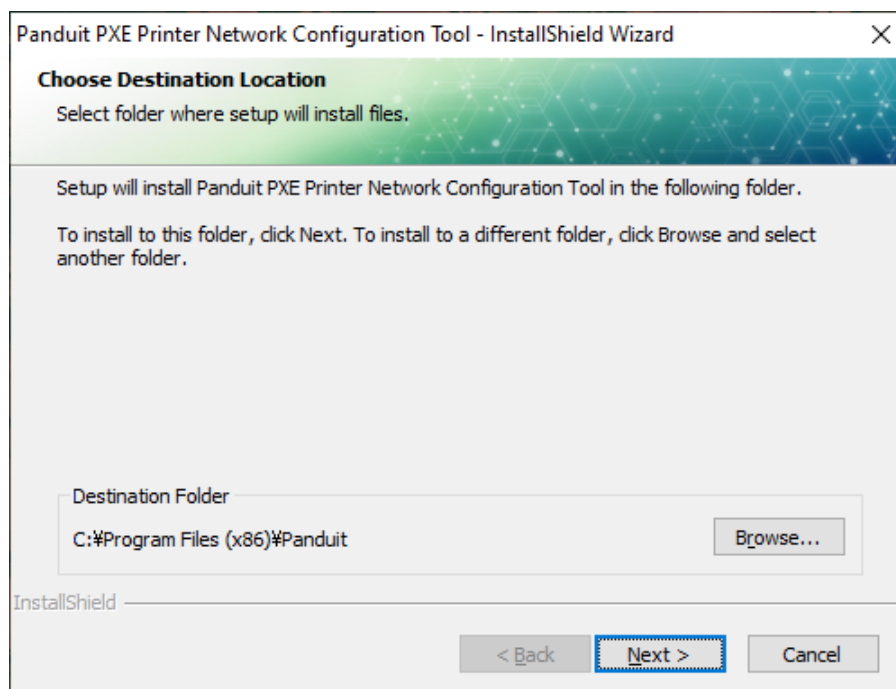 Panduit PXE Printer Network Configuration Tool - InstallShield Wizard
Choose Destination Location
Select folder where setup will install files.
Setup will install Panduit PXE Printer Network Configuration Tool in the following folder.
To install to this folder, click Next. To install to a different folder, click Browse and select
another folder.
Destination Folder
C:¥Program Files (x86)¥Panduit
Browse...
InstallShield
< Back
Next >
Cancel